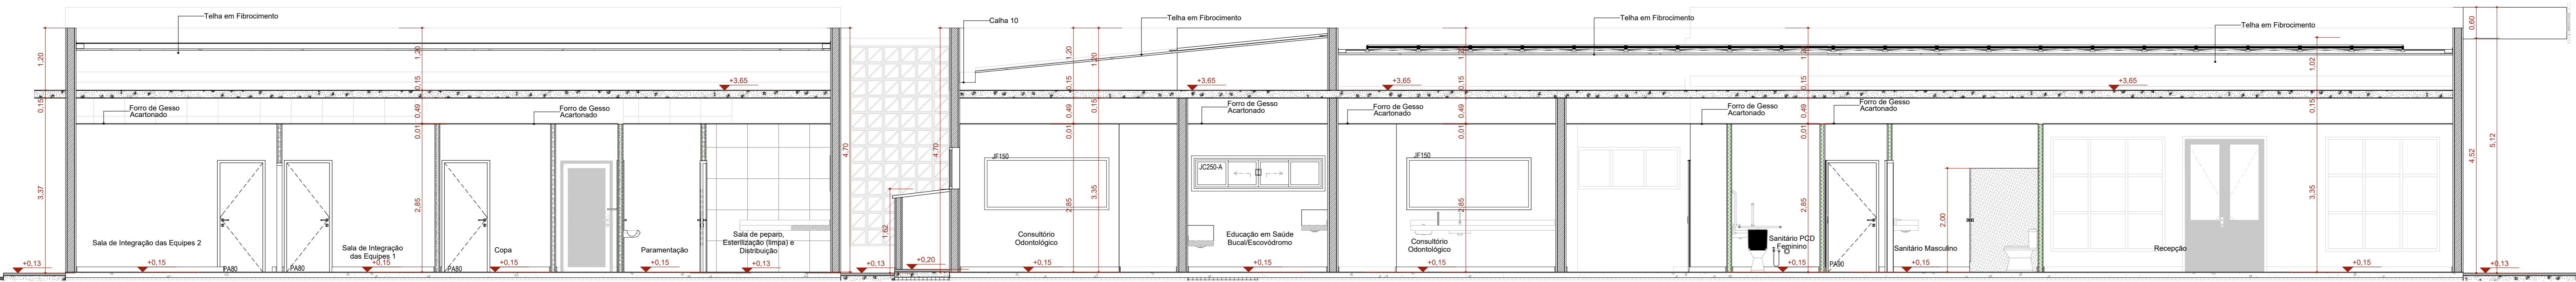 Telha em Fibrocimento
Calha 10
Telha em Fibrocimento
Telha em Fibrocimento
Telha em Fibrocimento
1,20
1,20
1,20
1,20
1,20
1,20
1,02
0,60
0,15
0,15
0,15
0,15
0,15
0,15
0,15
+3,65
+3,65
+3,65
+3,65
Forro de Gesso
Acartonado
Forro de Gesso
Acartonado
Forro de Gesso
Acartonado
Forro de Gesso
Acartonado
Forro de Gesso
Acartonado
Forro de Gesso
Acartonado
0,49
0,49
0,49
0,49
0,01
0,01
0,01
0,01
3,37
2,85
4,70
4,70
1,62
2,85
3,35
2,85
2,85
2,00
3,35
4,52
5,12
JF150
JC250-A
JF150
Sala de Integração das Equipes 2
Sala de Integração
das Equipes 1
Copa
Paramentação
Sala de peparo,
Esterilização (limpa) e
Distribuição
Consultório
Odontológico
Educação em Saúde
Bucal/Escovódromo
Consultório
Odontológico
Sanitário PCD
Feminino
Sanitário Masculino
Recepção
PA80
PA80
PA80
PA90
+0,13
+0,15
+0,15
+0,15
+0,15
+0,13
+0,13
+0,20
+0,15
+0,15
+0,15
+0,15
+0,15
+0,15
+0,13